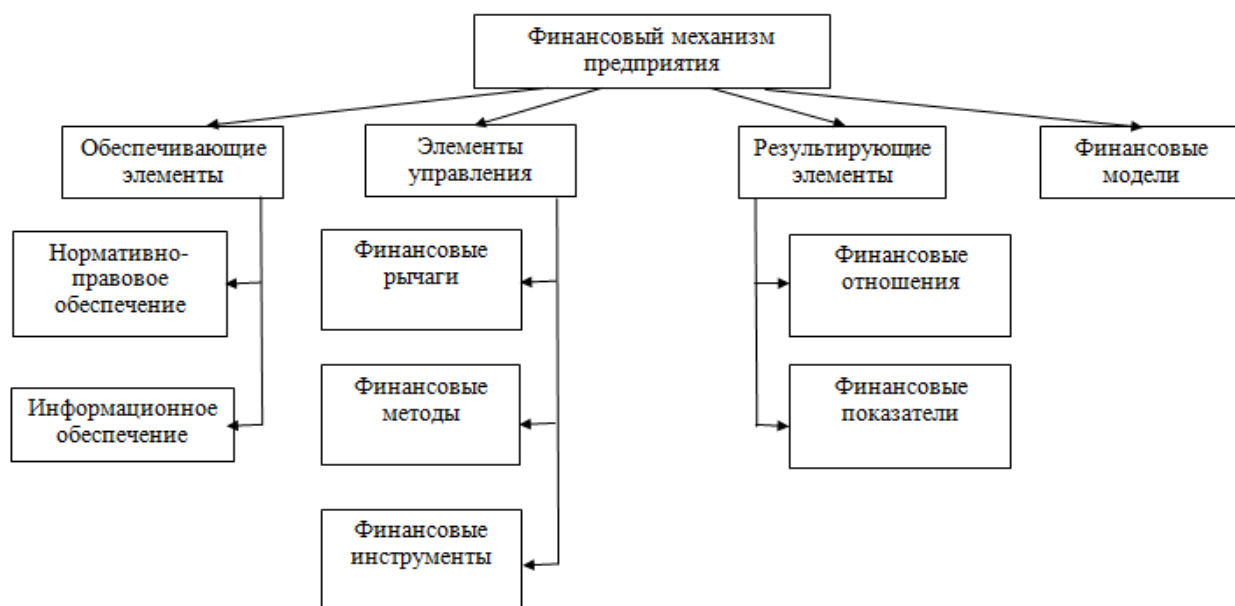 Финансовый механизм
предприятия
Обеспечивающие
элементы
Элементы
управления
Результирующие
элементы
Финансовые
модели
Нормативно-
правовое
обеспечение
Информационное
обеспечение
Финансовые
рычаги
Финансовые
методы
Финансовые
инструменты
Финансовые
отношения
Финансовые
показатели